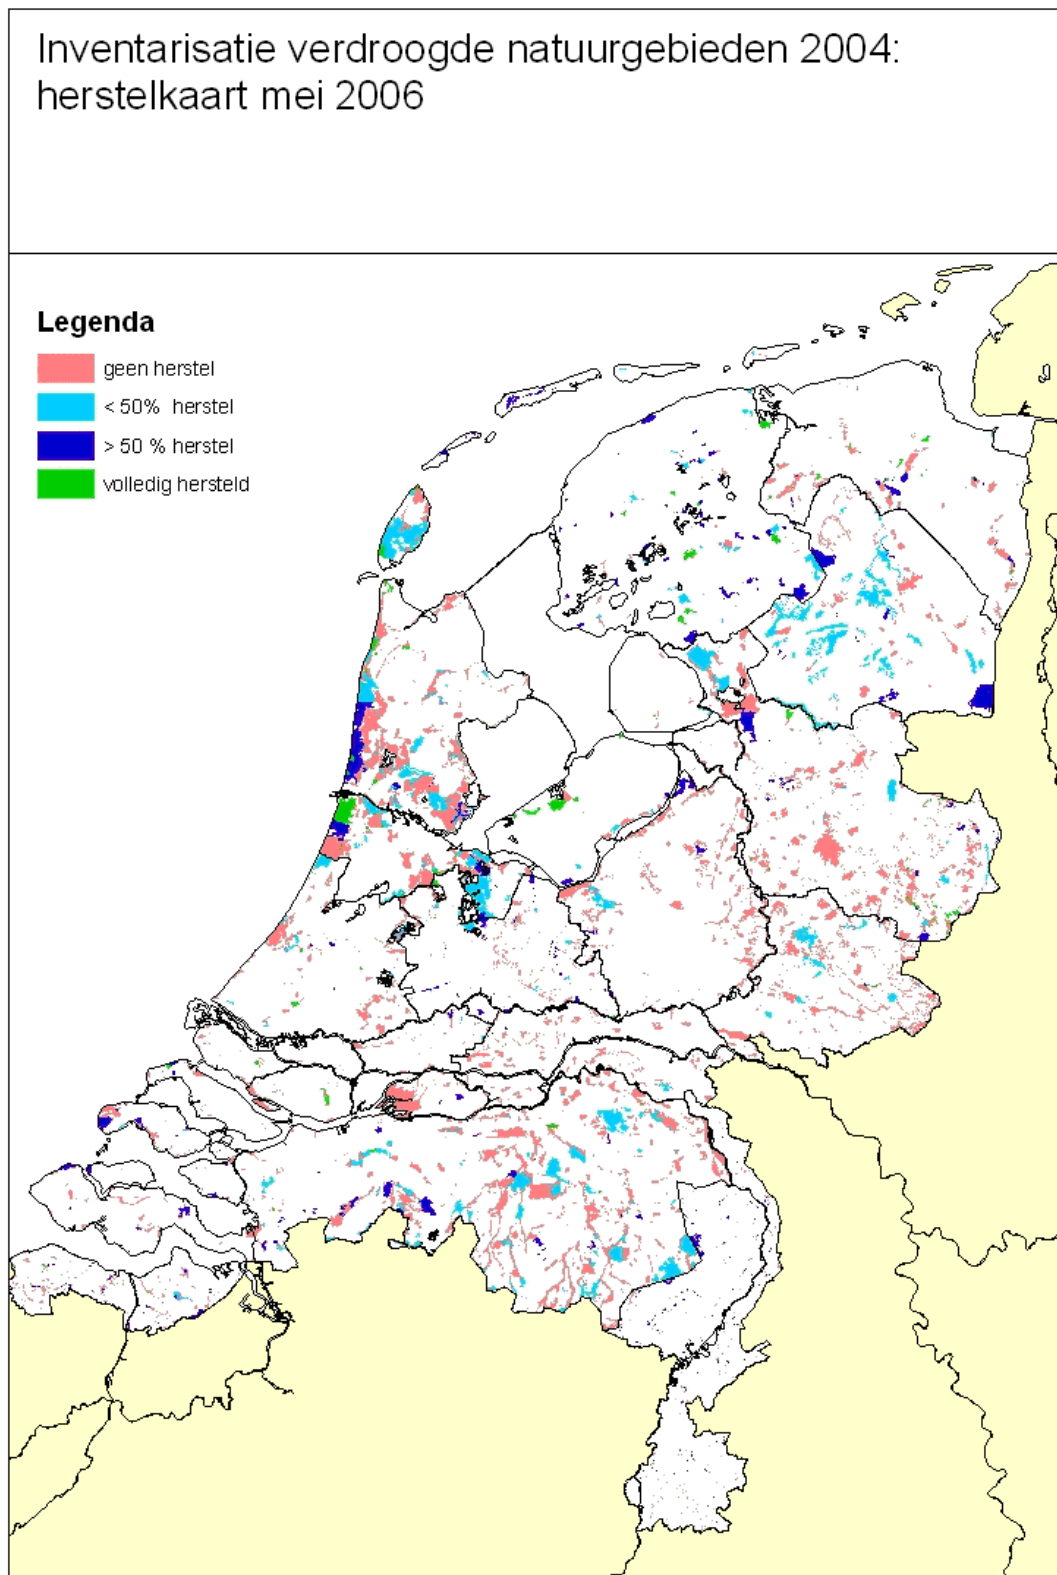 Inventarisatie verdroogde natuurgebieden 2004:
herstelkaart mei 2006
Legenda
geen herstel
< 50% herstel
> 50 % herstel
volledig hersteld